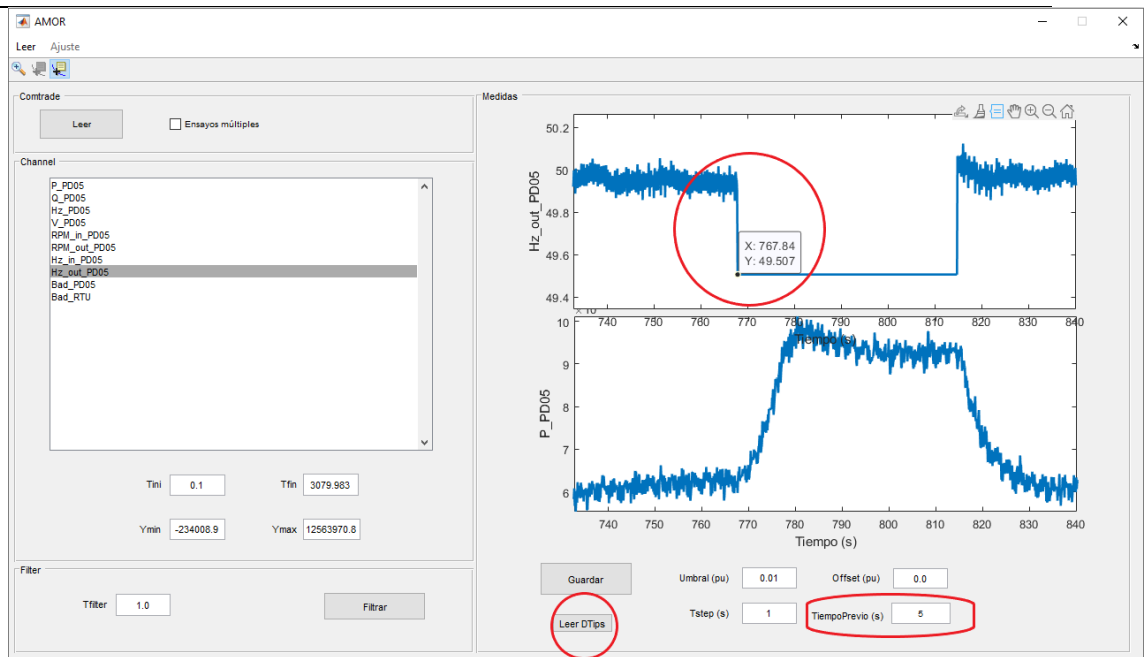 AMOR
Leer Ajuste
Comtrade
Leer
Ensayos múltiples
Channel
P_PD05
Q_PD05
Hz_PD05
V_PD05
RPM_in_PD05
RPM_out_PD05
Hz_in_PD05
Hz_out_PD05
Bad_PD05
Bad_RTU
Tini 0.1 Tfin 3079.983
Ymin -234008.9 Ymax 12563970.8
Filter
Tfilter 1.0 Filtrar
Medidas
Hz_out_PD05
50.2
50
49.8
49.6
49.4
X: 767.84
Y: 49.507
740 750 760 770 780 790 800 810 820 830 840
Tiempo (s)
P_PD05
× 10
10
9
8
7
6
740 750 760 770 780 790 800 810 820 830 840
Tiempo (s)
Guardar Umbral (pu) 0.01 Offset (pu) 0.0
Leer DTips Tstep (s) 1 TiempoPrevio (s) 5